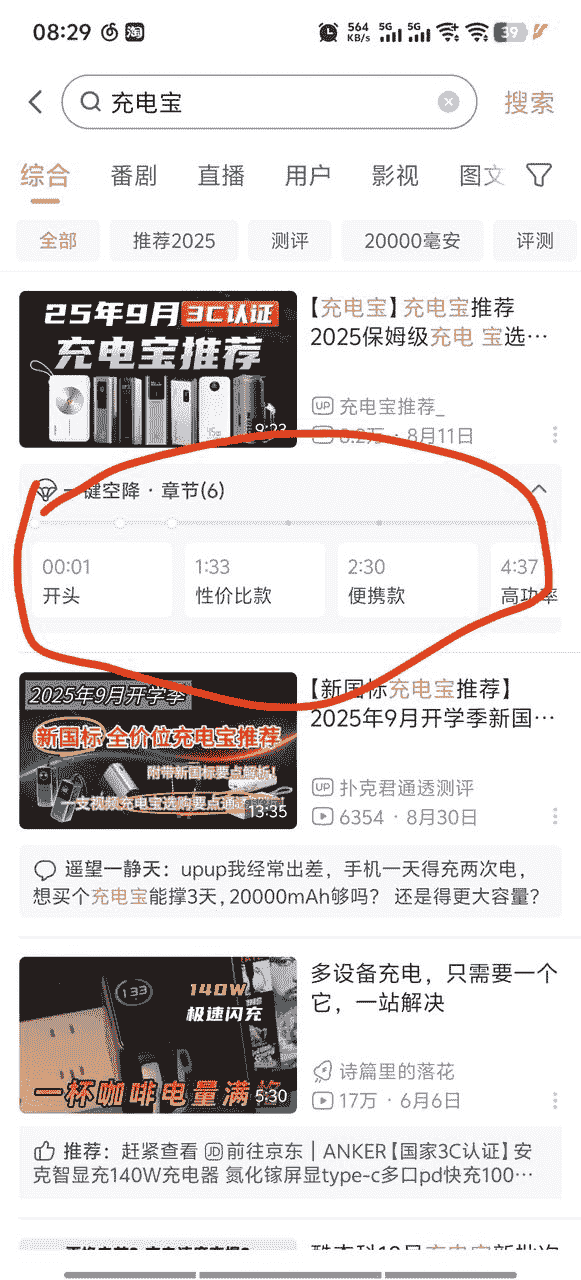 08:29
564 KB/s 5G 5G 39
充电宝
搜索
综合 番剧 直播 用户 影视 图文
全部 推荐2025 测评 20000毫安 评测
25年9月3C认证
充电宝推荐
【充电宝】充电宝推荐
2025保姆级充电 宝选…
UP 充电宝推荐_
8月11日
一键空降 · 章节(6)
00:01 1:33 2:30 4:37
开头 性价比款 便携款 高功率
2025年9月开学季
新国标 全价位充电宝推荐
附带新国标要点解析!
一支视频充电宝选购要点通
13:35
【新国标充电宝推荐】
2025年9月开学季新国…
UP 扑克君通透测评
6354 · 8月30日
遥望一静天：upup我经常出差，手机一天得充两次电，
想买个充电宝能撑3天，20000mAh够吗？ 还是得更大容量？
133
140W
极速闪充
一杯咖啡电量满
5:30
多设备充电，只需要一个
它，一站解决
诗篇里的落花
17万 · 6月6日
推荐：赶紧查看 JD前往京东｜ANKER【国家3C认证】安
克智显充140W充电器 氮化镓屏显type-c多口pd快充100…